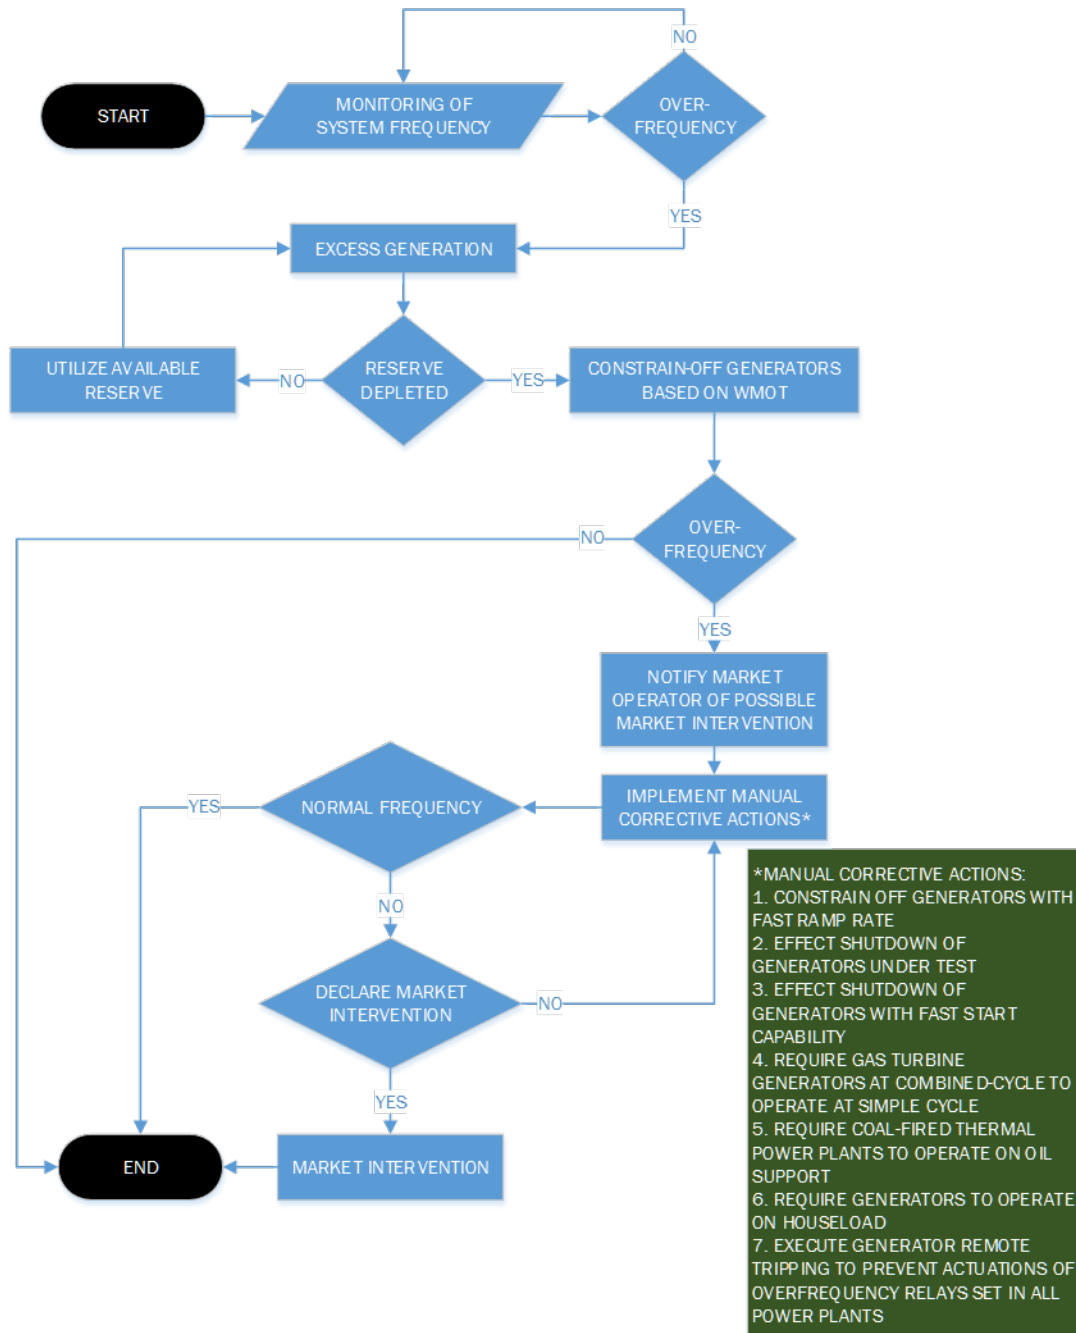 NO
START
MONITORING OF
SYSTEM FREQUENCY
OVER-
FREQUENCY
YES
EXCESS GENERATION
UTILIZE AVAILABLE
RESERVE
NO
RESERVE
DEPLETED
YES
CONSTRAIN-OFF GENERATORS
BASED ON WMOT
NO
OVER-
FREQUENCY
YES
NOTIFY MARKET
OPERATOR OF POSSIBLE
MARKET INTERVENTION
YES
NORMAL FREQUENCY
IMPLEMENT MANUAL
CORRECTIVE ACTIONS*
NO
DECLARE MARKET
INTERVENTION
NO
YES
END
MARKET INTERVENTION
*MANUAL CORRECTIVE ACTIONS:
1. CONSTRAIN OFF GENERATORS WITH
FAST RAMP RATE
2. EFFECT SHUTDOWN OF
GENERATORS UNDER TEST
3. EFFECT SHUTDOWN OF
GENERATORS WITH FAST START
CAPABILITY
4. REQUIRE GAS TURBINE
GENERATORS AT COMBINED-CYCLE TO
OPERATE AT SIMPLE CYCLE
5. REQUIRE COAL-FIRED THERMAL
POWER PLANTS TO OPERATE ON OIL
SUPPORT
6. REQUIRE GENERATORS TO OPERATE
ON HOUSELOAD
7. EXECUTE GENERATOR REMOTE
TRIPPING TO PREVENT ACTUATIONS OF
OVERFREQUENCY RELAYS SET IN ALL
POWER PLANTS